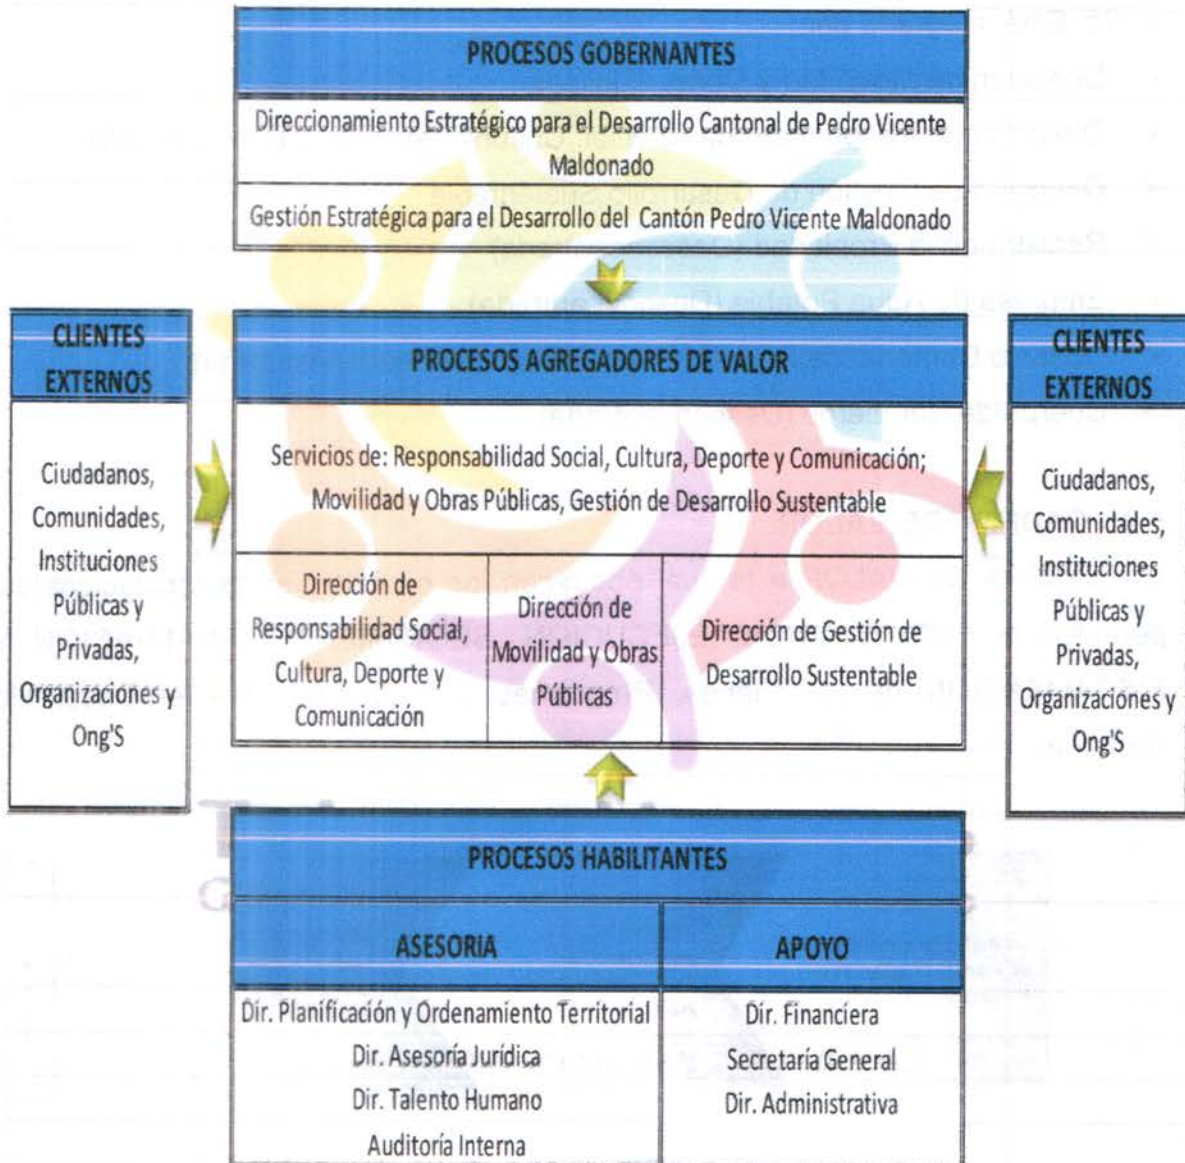 PROCESOS GOBERNANTES
Direccionamiento Estratégico para el Desarrollo Cantonal de Pedro Vicente
Maldonado
Gestión Estratégica para el Desarrollo del Cantón Pedro Vicente Maldonado
CLIENTES
EXTERNOS
Ciudadanos,
Comunidades,
Instituciones
Públicas y
Privadas,
Organizaciones y
Ong'S
PROCESOS AGREGADORES DE VALOR
Servicios de: Responsabilidad Social, Cultura, Deporte y Comunicación;
Movilidad y Obras Públicas, Gestión de Desarrollo Sustentable
Dirección de
Responsabilidad Social,
Cultura, Deporte y
Comunicación
Dirección de
Movilidad y Obras
Públicas
Dirección de Gestión de
Desarrollo Sustentable
CLIENTES
EXTERNOS
Ciudadanos,
Comunidades,
Instituciones
Públicas y
Privadas,
Organizaciones y
Ong'S
PROCESOS HABILITANTES
ASESORIA
Dir. Planificación y Ordenamiento Territorial
Dir. Asesoría Jurídica
Dir. Talento Humano
Auditoría Interna
APOYO
Dir. Financiera
Secretaría General
Dir. Administrativa